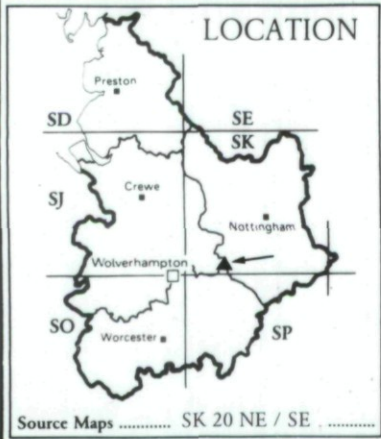 LOCATION
Preston
SD
SE
SK
Crewe
SJ
Nottingham
Wolverhampton
SO
SP
Worcester
Source Maps ............ SK 20 NE / SE ............